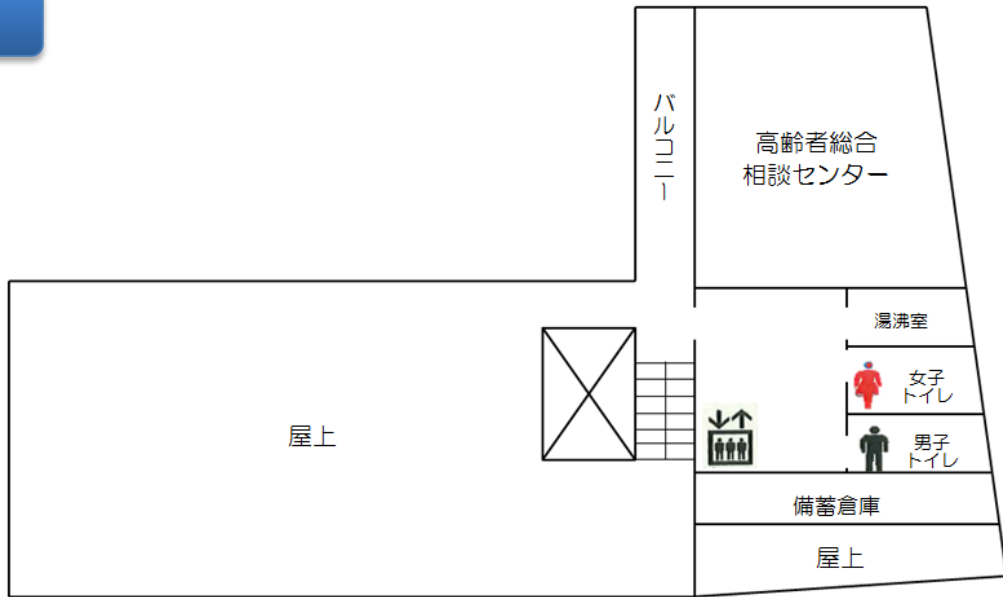 バルコニー
高齢者総合
相談センター
湯沸室
女子
トイレ
屋上
男子
トイレ
備蓄倉庫
屋上